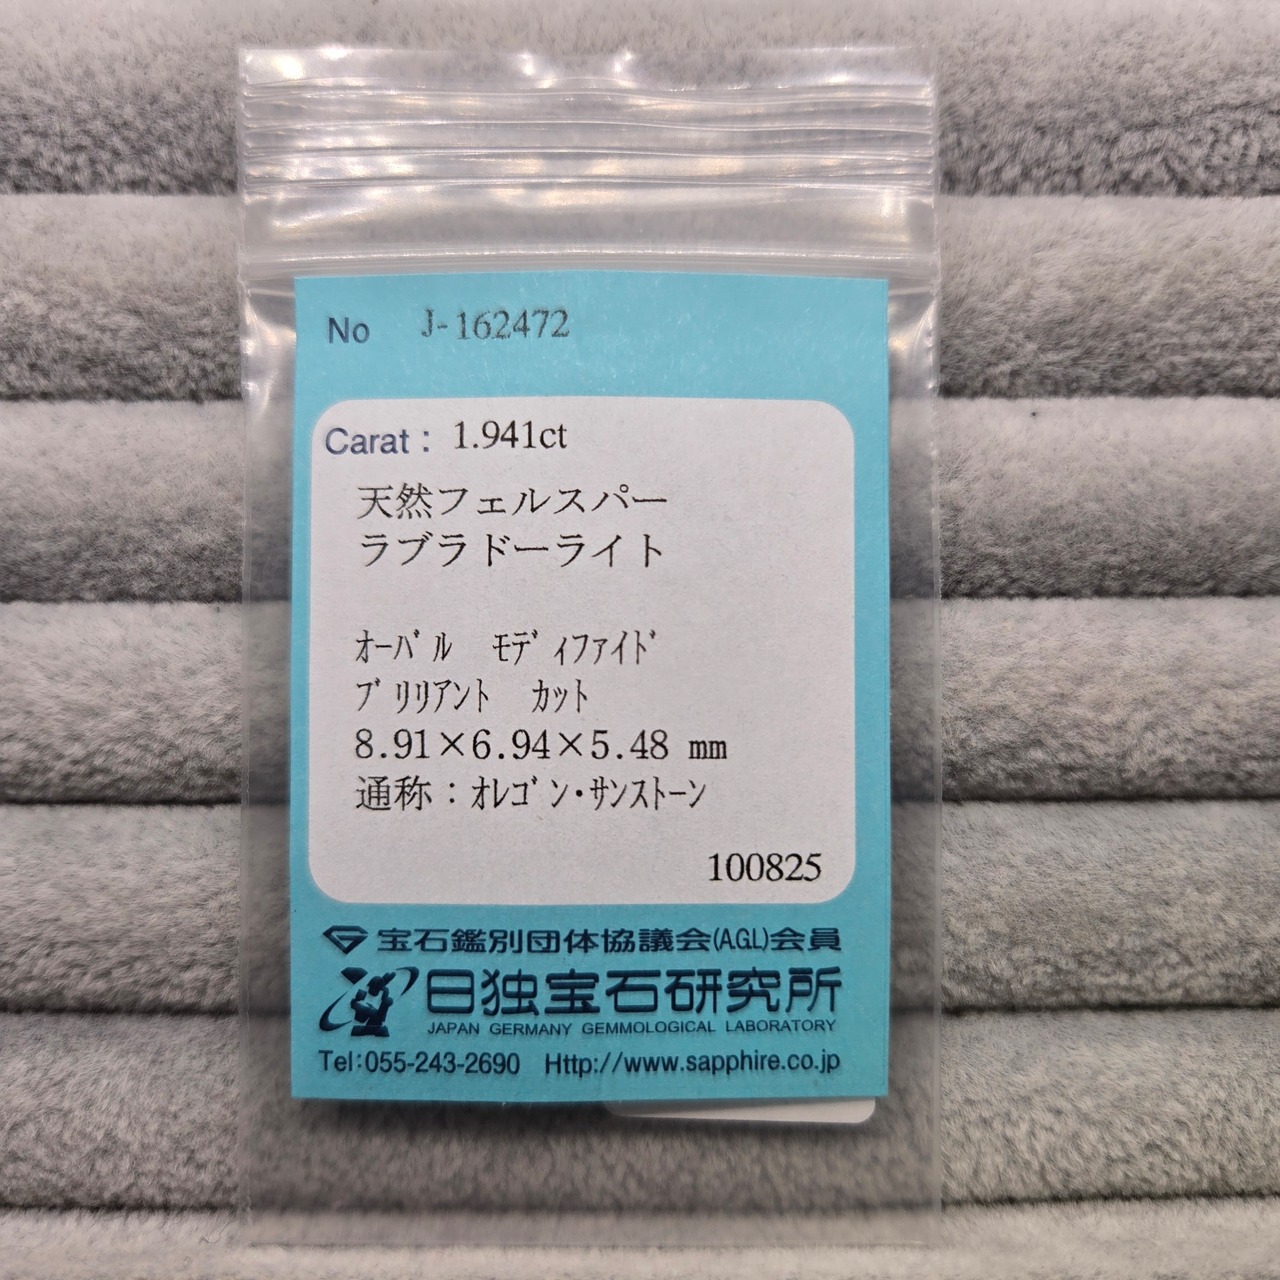 No J-162472
Carat : 1.941ct
天然フェルスパー
ラブラドーライト
ｵｰﾊﾞﾙ ﾓﾃﾞｨﾌｧｲﾄﾞ
ﾌﾞﾘﾘｱﾝﾄ ｶｯﾄ
8.91×6.94×5.48 mm
通称：ｵﾚｺﾞﾝ･ｻﾝｽﾄｰﾝ
100825
宝石鑑別団体協議会(AGL)会員
日独宝石研究所
JAPAN GERMANY GEMMOLOGICAL LABORATORY
Tel:055-243-2690 Http://www.sapphire.co.jp